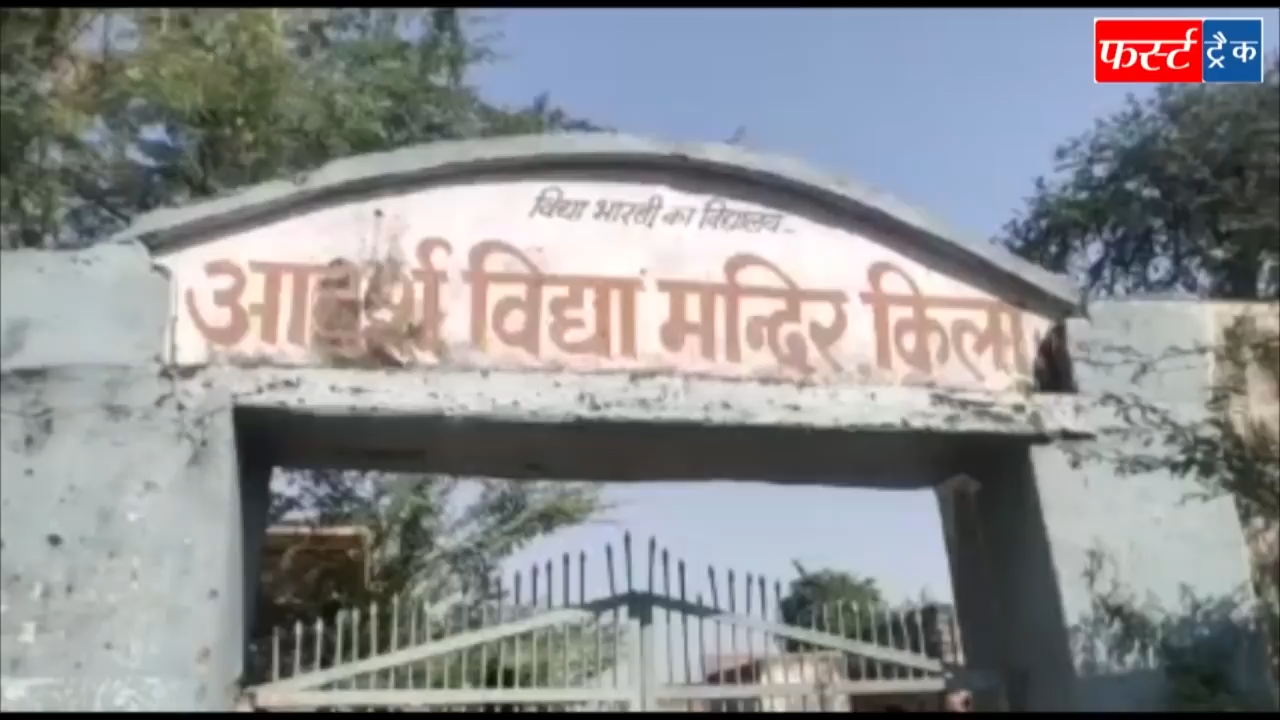 फर्स्ट ट्रैक
विद्या भारती का विद्यालय
आदर्श विद्या मन्दिर किला